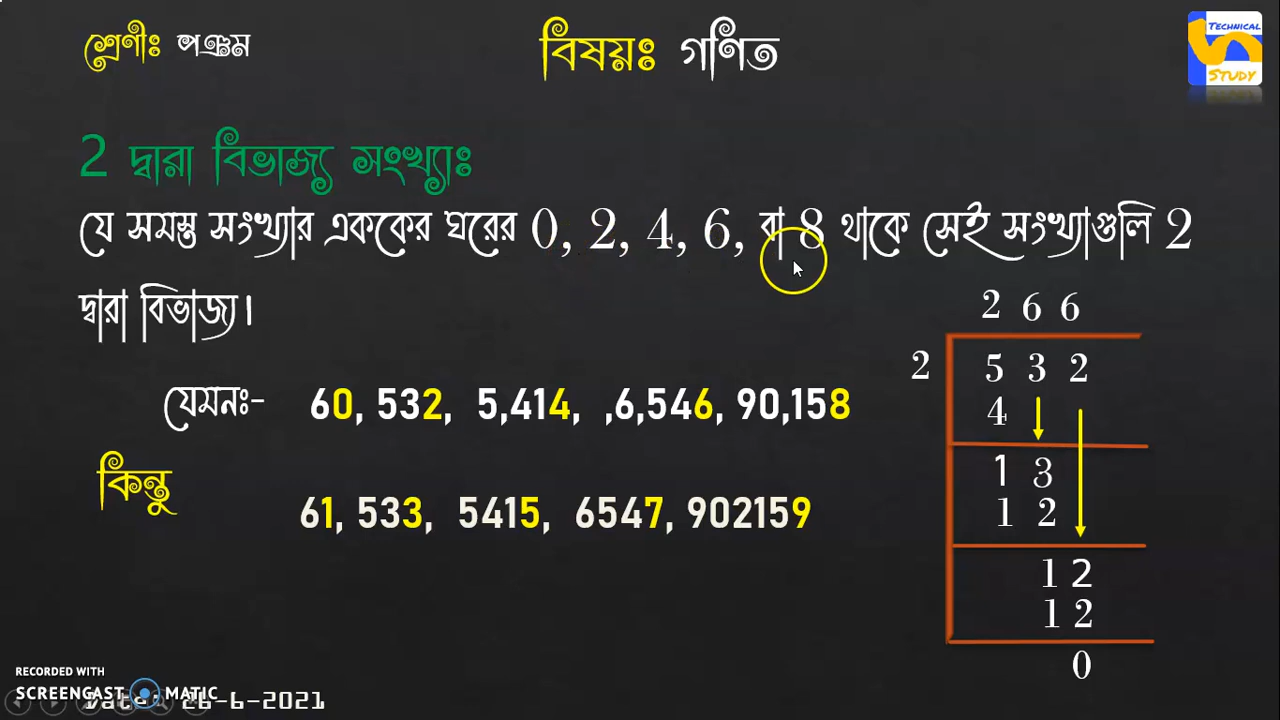 শ্রেণীঃ পঞ্চম
বিষয়ঃ গণিত
TECHNICAL
STUDY
2 দ্বারা বিভাজ্য সংখ্যাঃ
যে সমস্ত সংখ্যার এককের ঘরের 0, 2, 4, 6, বা 8 থাকে সেই সংখ্যাগুলি 2
দ্বারা বিভাজ্য।
যেমনঃ- 60, 532, 5,414, ,6,546, 90,158
কিন্তু
61, 533, 5415, 6547, 902159
2 6 6
2 5 3 2
4
1 3
1 2
1 2
1 2
0
RECORDED WITH
SCREENCAST MATIC
Date: 26-6-2021